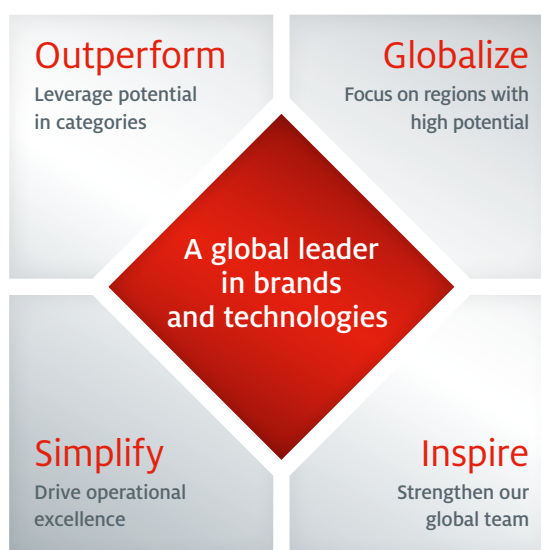 Outperform
Leverage potential
in categories
Globalize
Focus on regions with
high potential
A global leader
in brands
and technologies
Simplify
Drive operational
excellence
Inspire
Strengthen our
global team